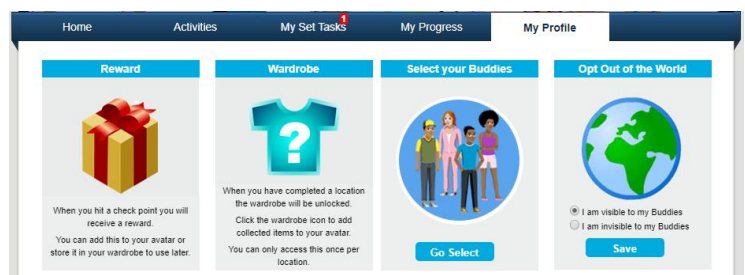 Home Activities My Set Tasks 1 My Progress My Profile
Reward
When you hit a check point you will
receive a reward.
You can add this to your avatar or
store it in your wardrobe to use later.
Wardrobe
?
When you have completed a location
the wardrobe will be unlocked.
Click the wardrobe icon to add
collected items to your avatar.
You can only access this once per
location.
Select your Buddies
Go Select
Opt Out of the World
I am visible to my Buddies
I am invisible to my Buddies
Save